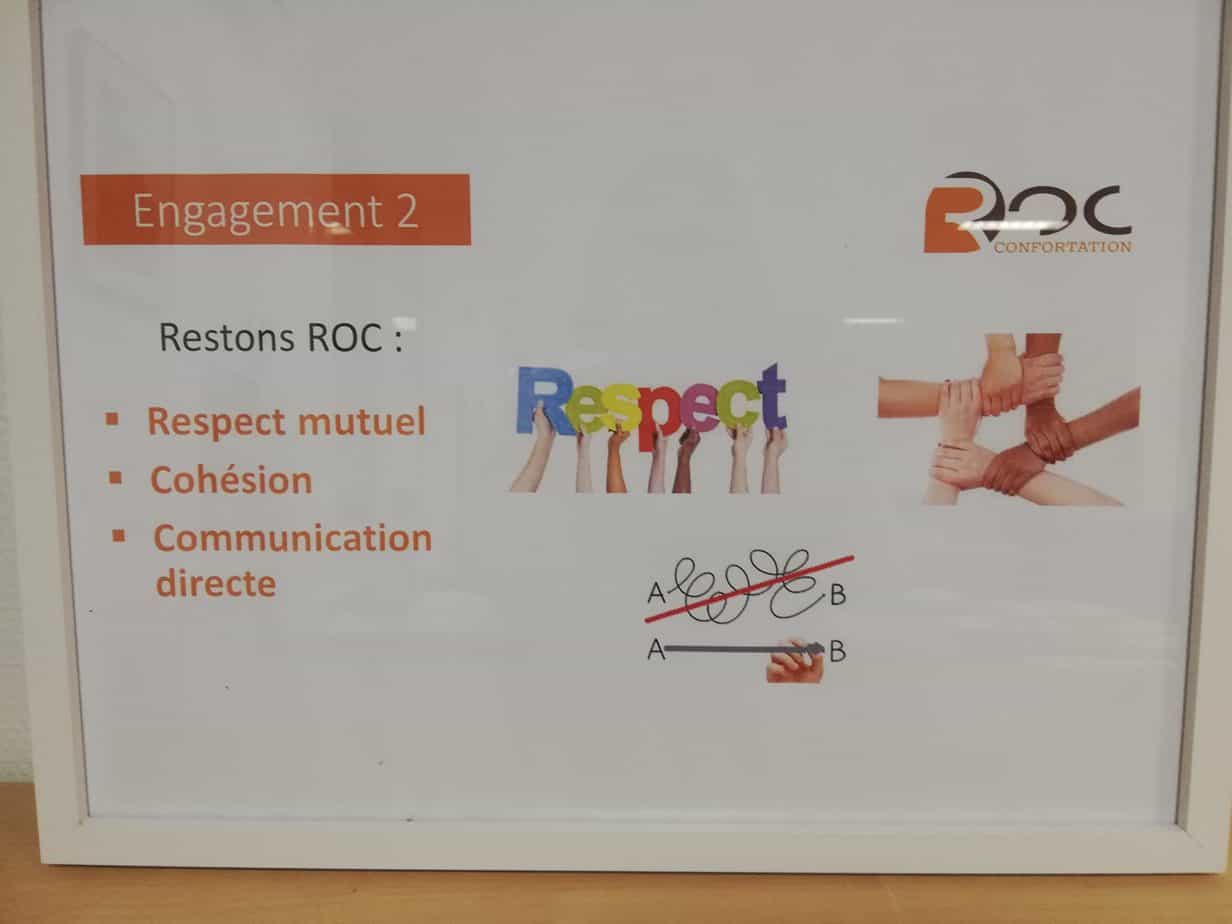 Engagement 2
ROC
CONFORTATION
Restons ROC :
▪ Respect mutuel
▪ Cohésion
▪ Communication
directe
Respect
A B
A B